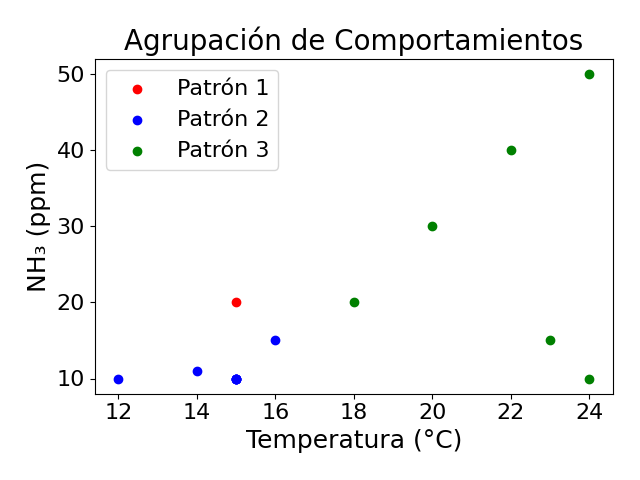 Agrupación de Comportamientos
Patrón 1
Patrón 2
Patrón 3
50
40
30
20
10
NH₃ (ppm)
12 14 16 18 20 22 24
Temperatura (°C)